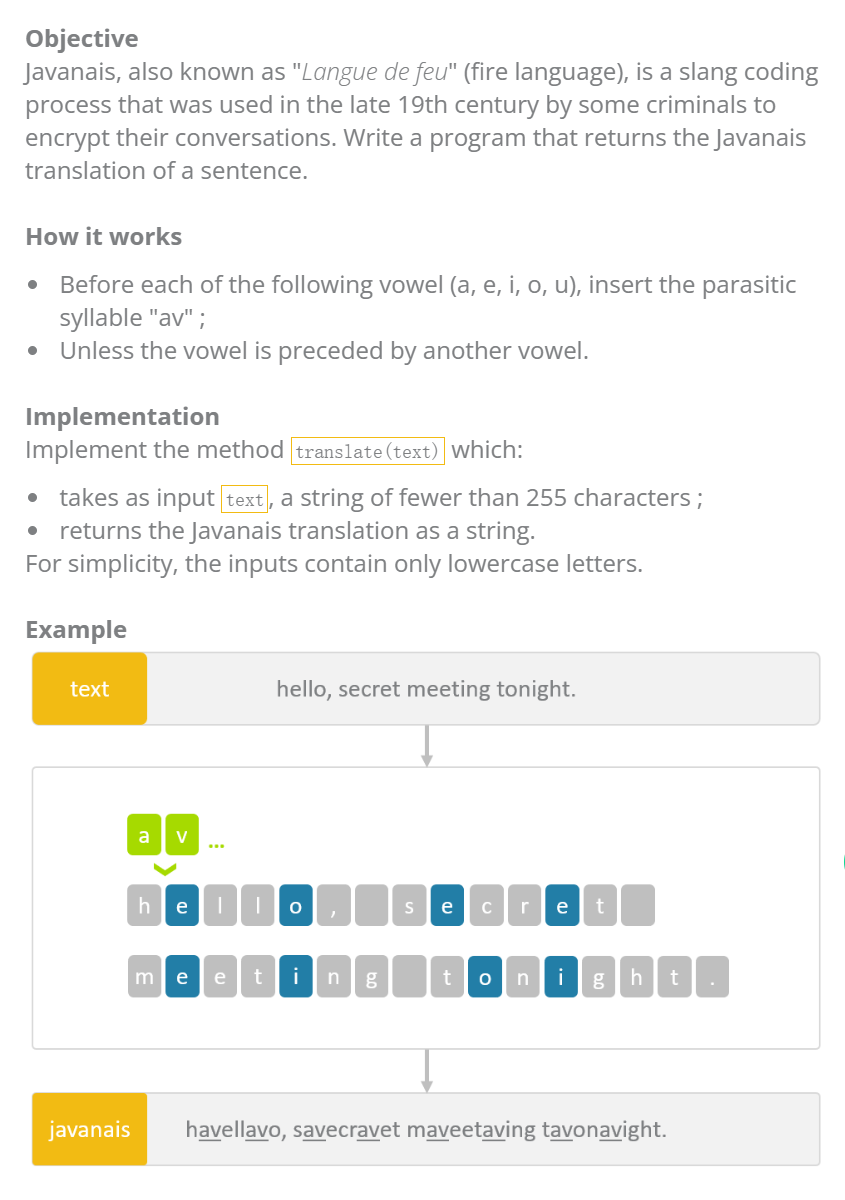 Objective
Javanais, also known as "Langue de feu" (fire language), is a slang coding
process that was used in the late 19th century by some criminals to
encrypt their conversations. Write a program that returns the Javanais
translation of a sentence.
How it works
• Before each of the following vowel (a, e, i, o, u), insert the parasitic
syllable "av" ;
• Unless the vowel is preceded by another vowel.
Implementation
Implement the method translate(text) which:
• takes as input text, a string of fewer than 255 characters ;
• returns the Javanais translation as a string.
For simplicity, the inputs contain only lowercase letters.
Example
text hello, secret meeting tonight.
a v ...
h e l l o , s e c r e t
m e e t i n g t o n i g h t .
javanais havellavo, savecravet maveetaving tavonavight.